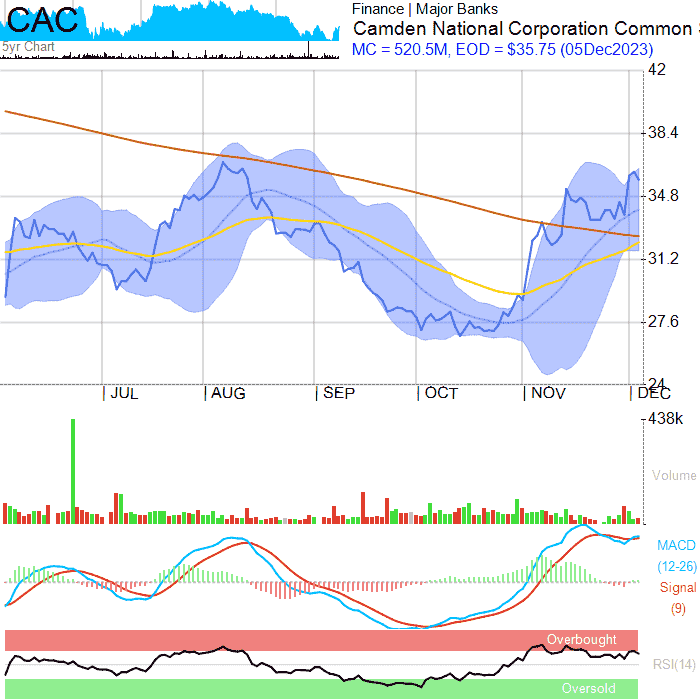 CAC
5yr Chart
Finance | Major Banks
Camden National Corporation Common
MC = 520.5M, EOD = $35.75 (05Dec2023)
42
38.4
34.8
31.2
27.6
24
| JUL | AUG | SEP | OCT | NOV | DEC
438k
Volume
MACD
(12-26)
Signal
(9)
Overbought
RSI(14)
Oversold